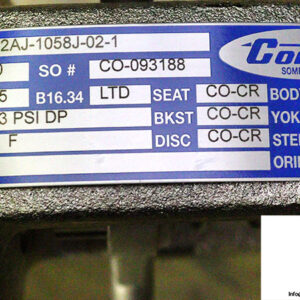 2AJ-1058J-02-1
SO # CO-093188
5 B16.34 LTD SEAT CO-CR BODY
3 PSI DP BKST CO-CR YOK
F DISC CO-CR STE
ORI
Co
SOM